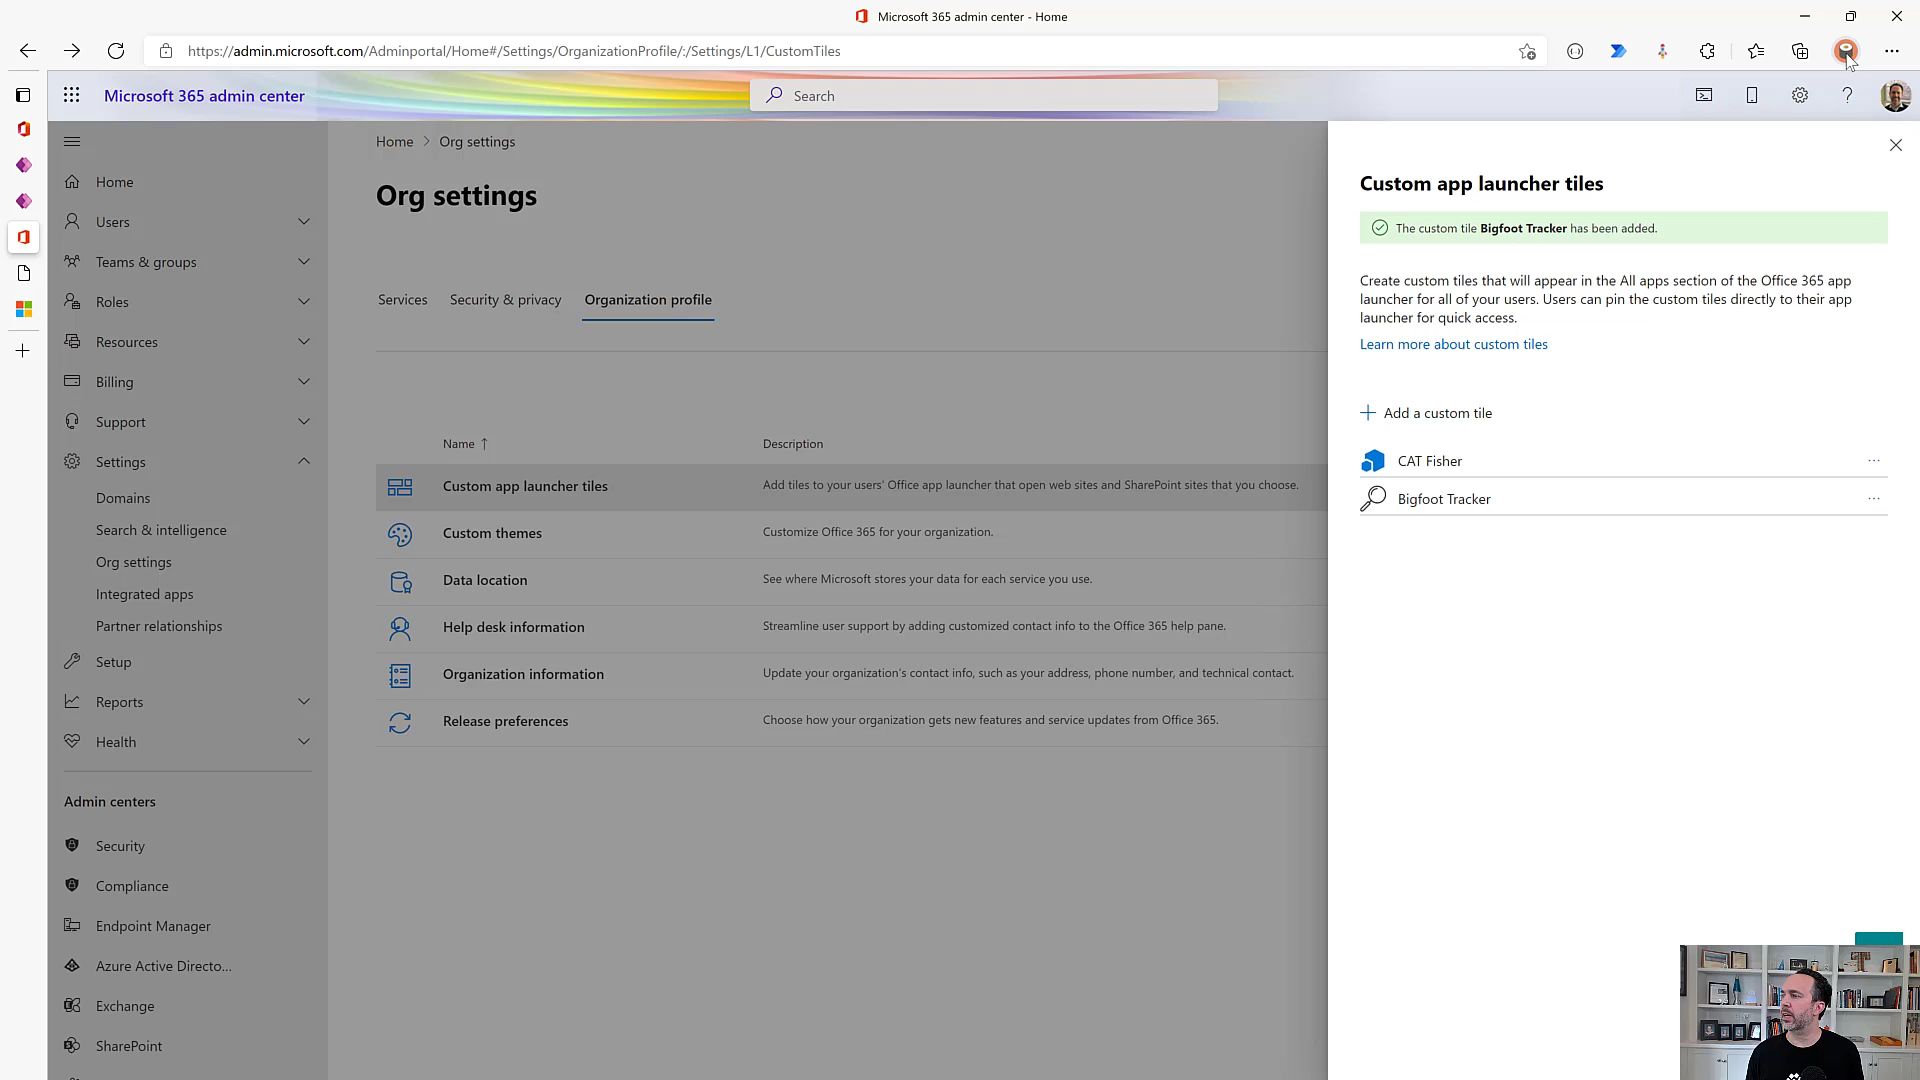 Microsoft 365 admin center - Home
https://admin.microsoft.com/Adminportal/Home#/Settings/OrganizationProfile/:/Settings/L1/CustomTiles
Microsoft 365 admin center
Search
Home
Users
Teams & groups
Roles
Resources
Billing
Support
Settings
Domains
Search & intelligence
Org settings
Integrated apps
Partner relationships
Setup
Reports
Health
Admin centers
Security
Compliance
Endpoint Manager
Azure Active Directo...
Exchange
SharePoint
Home > Org settings
Org settings
Services Security & privacy Organization profile
Name ↑ Description
Custom app launcher tiles Add tiles to your users' Office app launcher that open web sites and SharePoint sites that you choose.
Custom themes Customize Office 365 for your organization.
Data location See where Microsoft stores your data for each service you use.
Help desk information Streamline user support by adding customized contact info to the Office 365 help pane.
Organization information Update your organization's contact info, such as your address, phone number, and technical contact.
Release preferences Choose how your organization gets new features and service updates from Office 365.
Custom app launcher tiles
The custom tile Bigfoot Tracker has been added.
Create custom tiles that will appear in the All apps section of the Office 365 app
launcher for all of your users. Users can pin the custom tiles directly to their app
launcher for quick access.
Learn more about custom tiles
Add a custom tile
CAT Fisher
Bigfoot Tracker